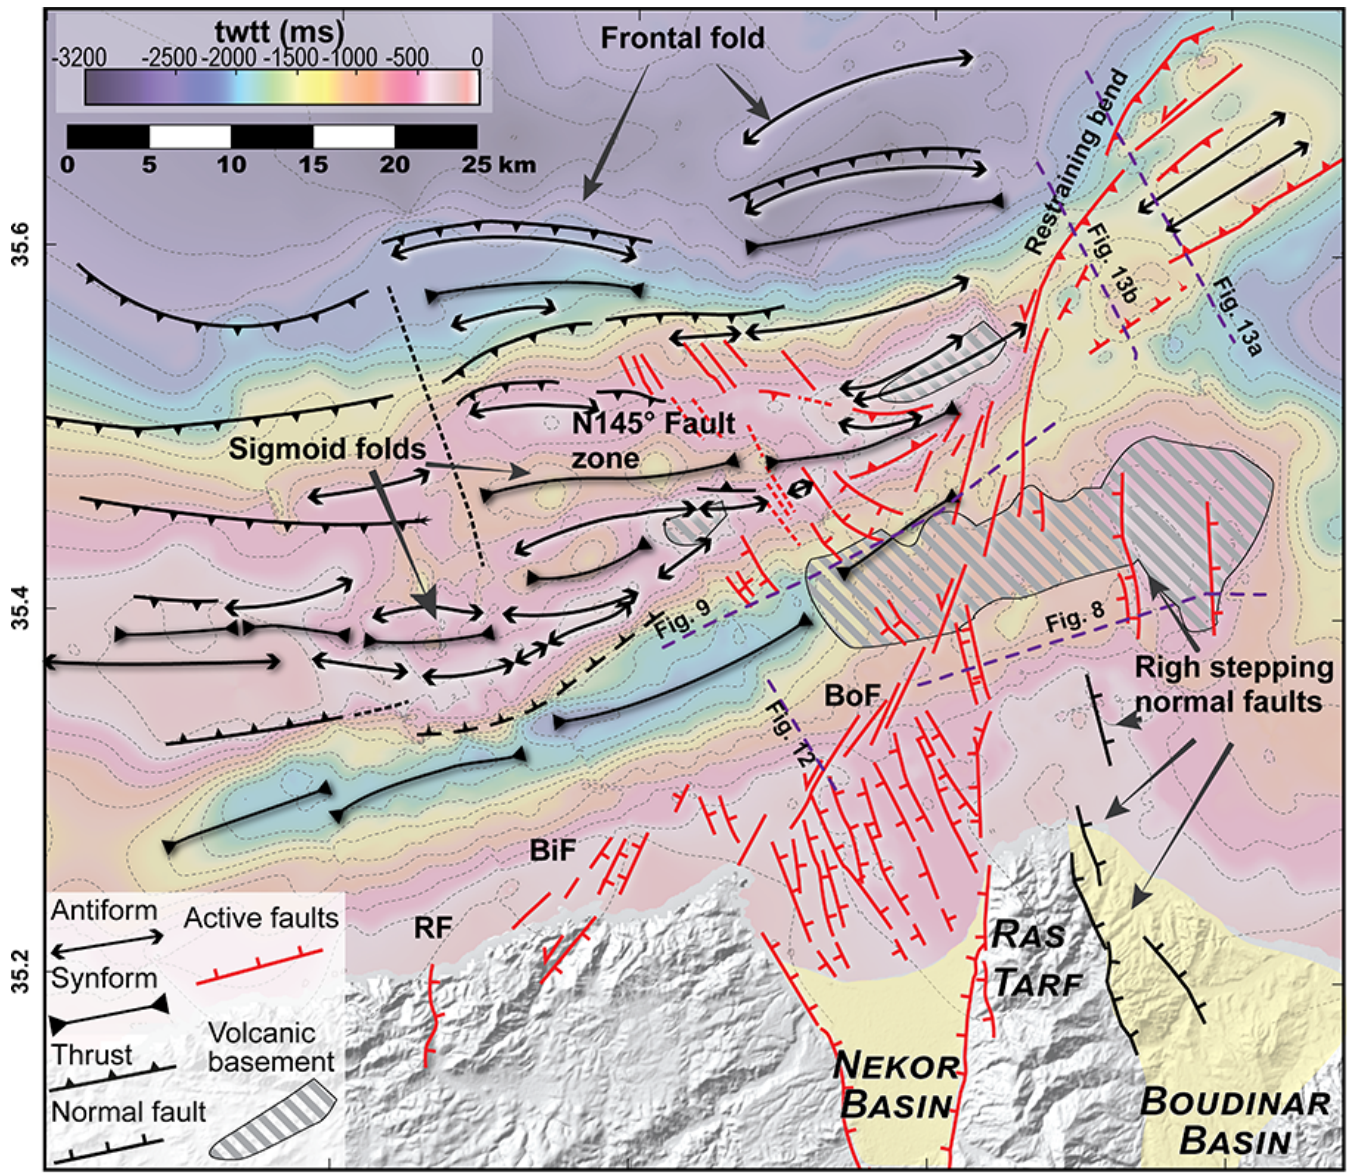 twtt (ms)
-3200 -2500 -2000 -1500 -1000 -500 0
0 5 10 15 20 25 km
Frontal fold
Restraining bend
35.6
Fig. 13b
Fig. 13a
N145° Fault
zone
Sigmoid folds
35.4
Fig. 9
Fig. 8
Righ stepping
normal faults
BoF
Fig. 12
BiF
RF
35.2
RAS
TARF
NEKOR
BASIN
BOUDINAR
BASIN
Antiform
Active faults
Synform
Volcanic
basement
Thrust
Normal fault